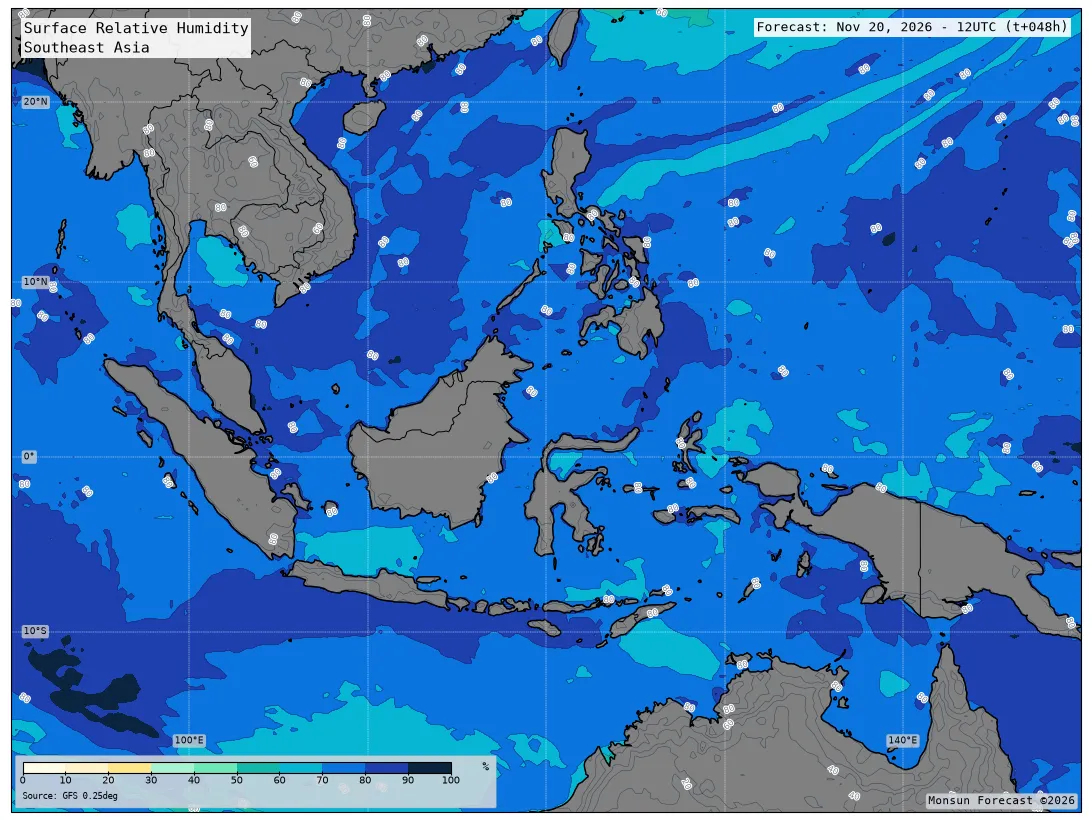 Surface Relative Humidity
Southeast Asia
Forecast: Nov 20, 2026 - 12UTC (t+048h)
20°N
10°N
0°
10°S
100°E
140°E
%
0 10 20 30 40 50 60 70 80 90 100
Source: GFS 0.25deg
Monsun Forecast ©2026